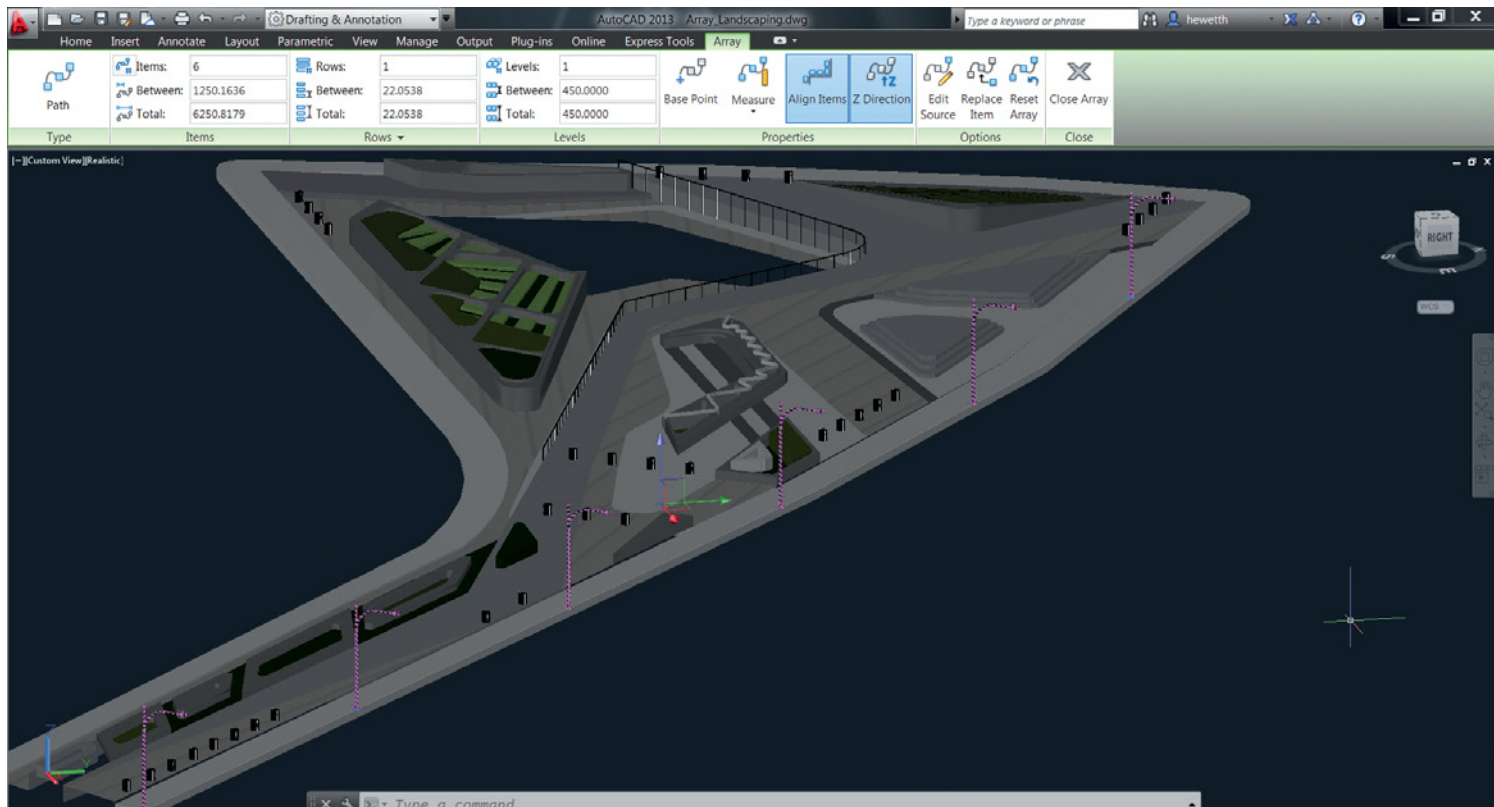 Drafting & Annotation AutoCAD 2013 Array_Landscaping.dwg Type a keyword or phrase hewetth
Home Insert Annotate Layout Parametric View Manage Output Plug-ins Online Express Tools Array
Items: 6 Rows: 1 Levels: 1
Between: 1250.1636 Between: 22.0538 Between: 450.0000
Total: 6250.8179 Total: 22.0538 Total: 450.0000
Path Base Point Measure Align Items Z Direction Edit Source Replace Item Reset Array Close Array
Type Items Rows Levels Properties Options Close
[−][Custom View][Realistic]
RIGHT
S E
WCS
Y
Type a command